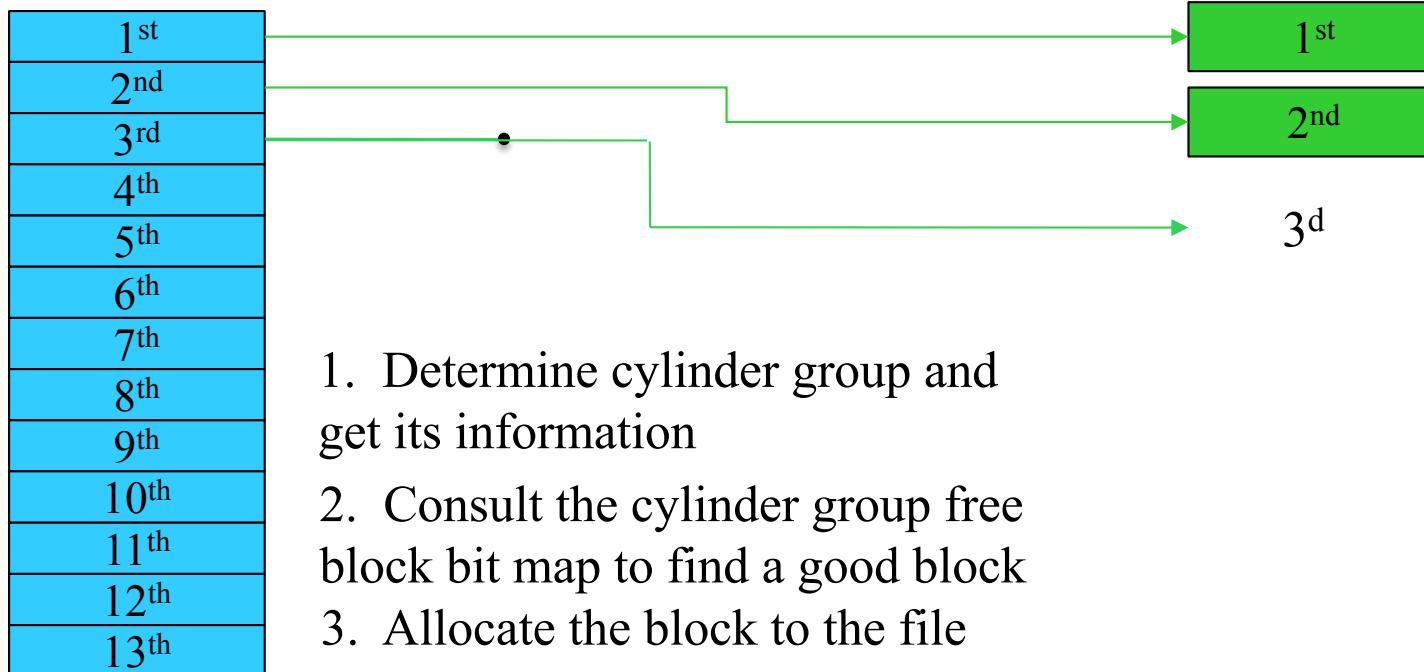 1st
2nd
3rd
4th
5th
6th
7th
8th
9th
10th
11th
12th
13th
1st
2nd
3d
1. Determine cylinder group and
get its information
2. Consult the cylinder group free
block bit map to find a good block
3. Allocate the block to the file